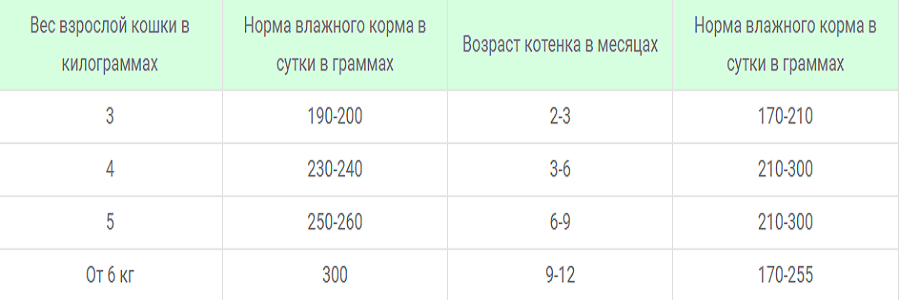 Вес взрослой кошки в
килограммах
Норма влажного корма в
сутки в граммах
Возраст котенка в месяцах
Норма влажного корма в
сутки в граммах
3
190-200
2-3
170-210
4
230-240
3-6
210-300
5
250-260
6-9
210-300
От 6 кг
300
9-12
170-255